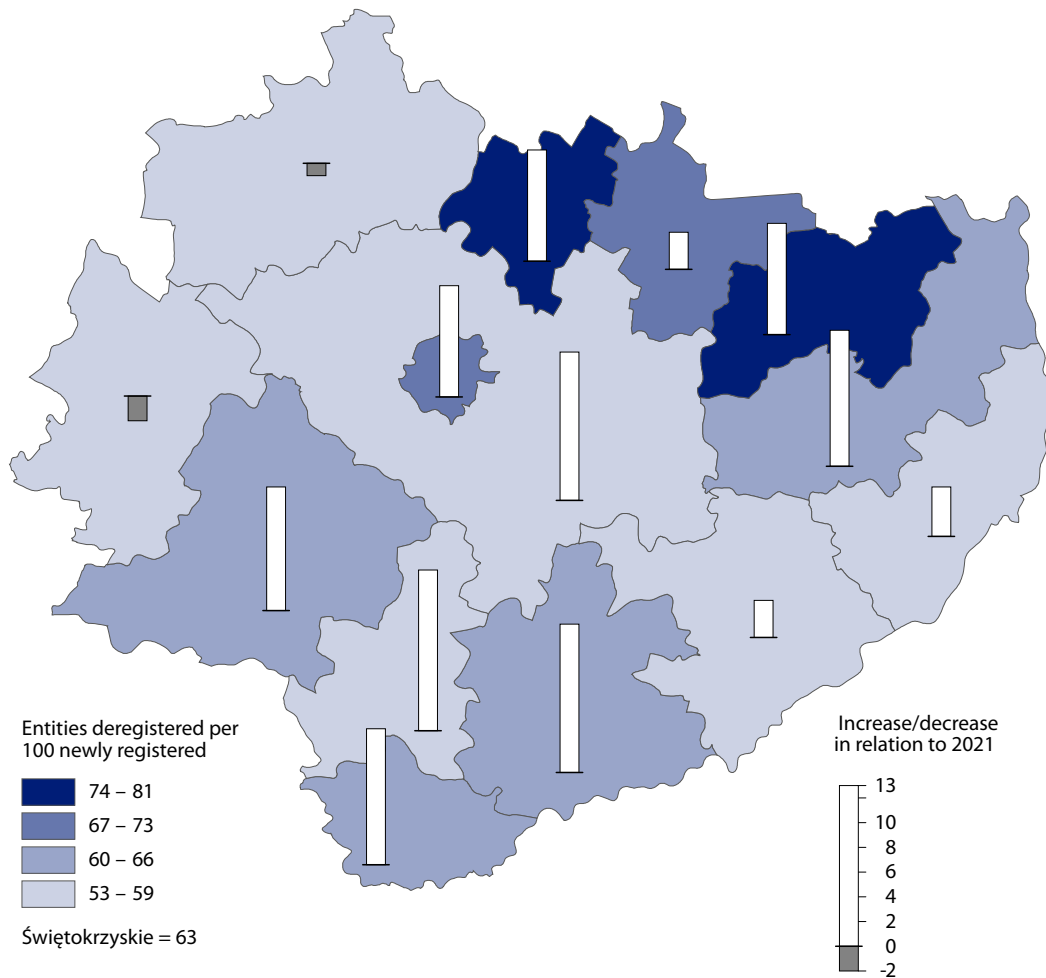 Entities deregistered per
100 newly registered
74 – 81
67 – 73
60 – 66
53 – 59
Świętokrzyskie = 63
Increase/decrease
in relation to 2021
13
10
8
6
4
2
0
-2